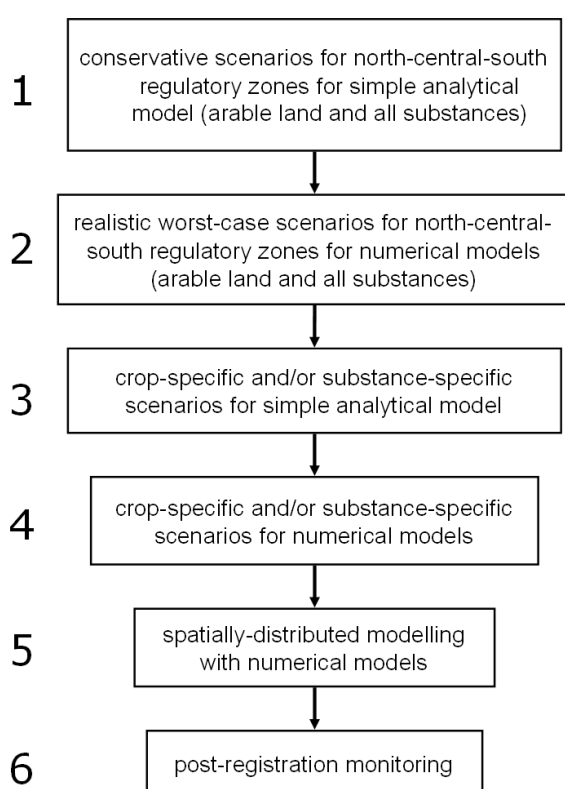 1
conservative scenarios for north-central-south
regulatory zones for simple analytical
model (arable land and all substances)
2
realistic worst-case scenarios for north-central-
south regulatory zones for numerical models
(arable land and all substances)
3
crop-specific and/or substance-specific
scenarios for simple analytical model
4
crop-specific and/or substance-specific
scenarios for numerical models
5
spatially-distributed modelling
with numerical models
6
post-registration monitoring